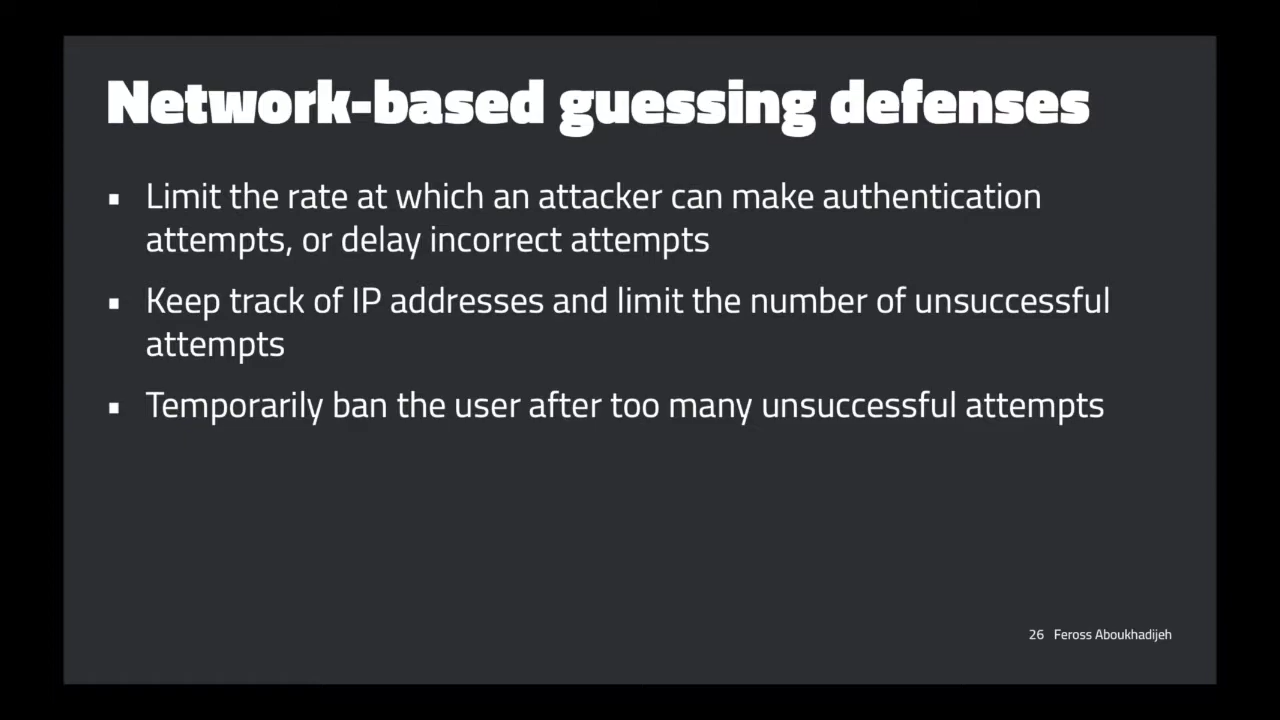 Network-based guessing defenses
▪ Limit the rate at which an attacker can make authentication
attempts, or delay incorrect attempts
▪ Keep track of IP addresses and limit the number of unsuccessful
attempts
▪ Temporarily ban the user after too many unsuccessful attempts
26 Feross Aboukhadijeh